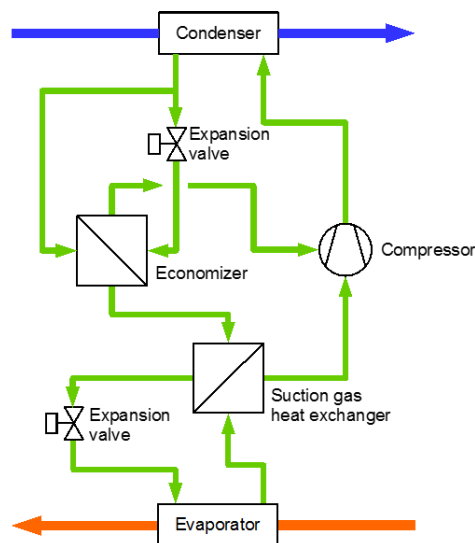 Condenser
Expansion
valve
Compressor
Economizer
Suction gas
heat exchanger
Expansion
valve
Evaporator